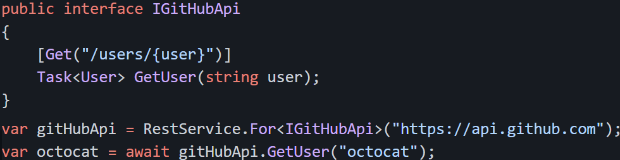 public interface IGitHubApi
{
    [Get("/users/{user}")]
    Task<User> GetUser(string user);
}
var gitHubApi = RestService.For<IGitHubApi>("https://api.github.com");
var octocat = await gitHubApi.GetUser("octocat");